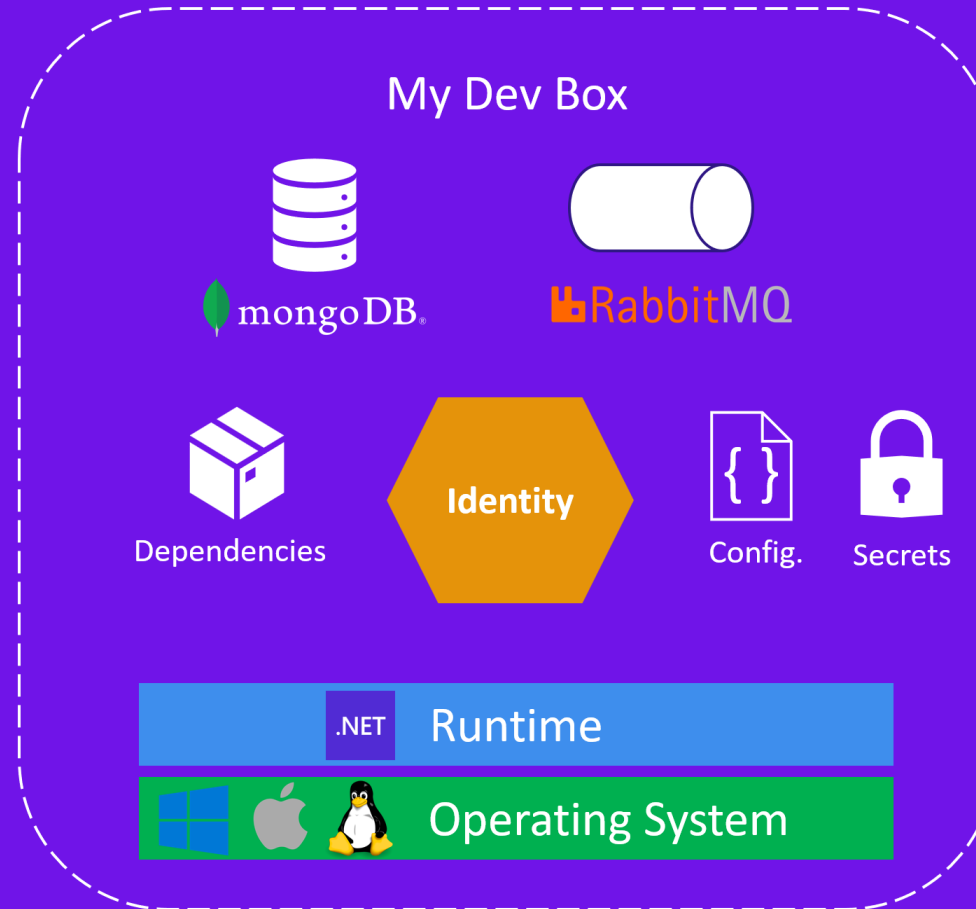 My Dev Box
mongoDB®
RabbitMQ
Dependencies
Identity
{ }
Config.
Secrets
.NET
Runtime
Operating System